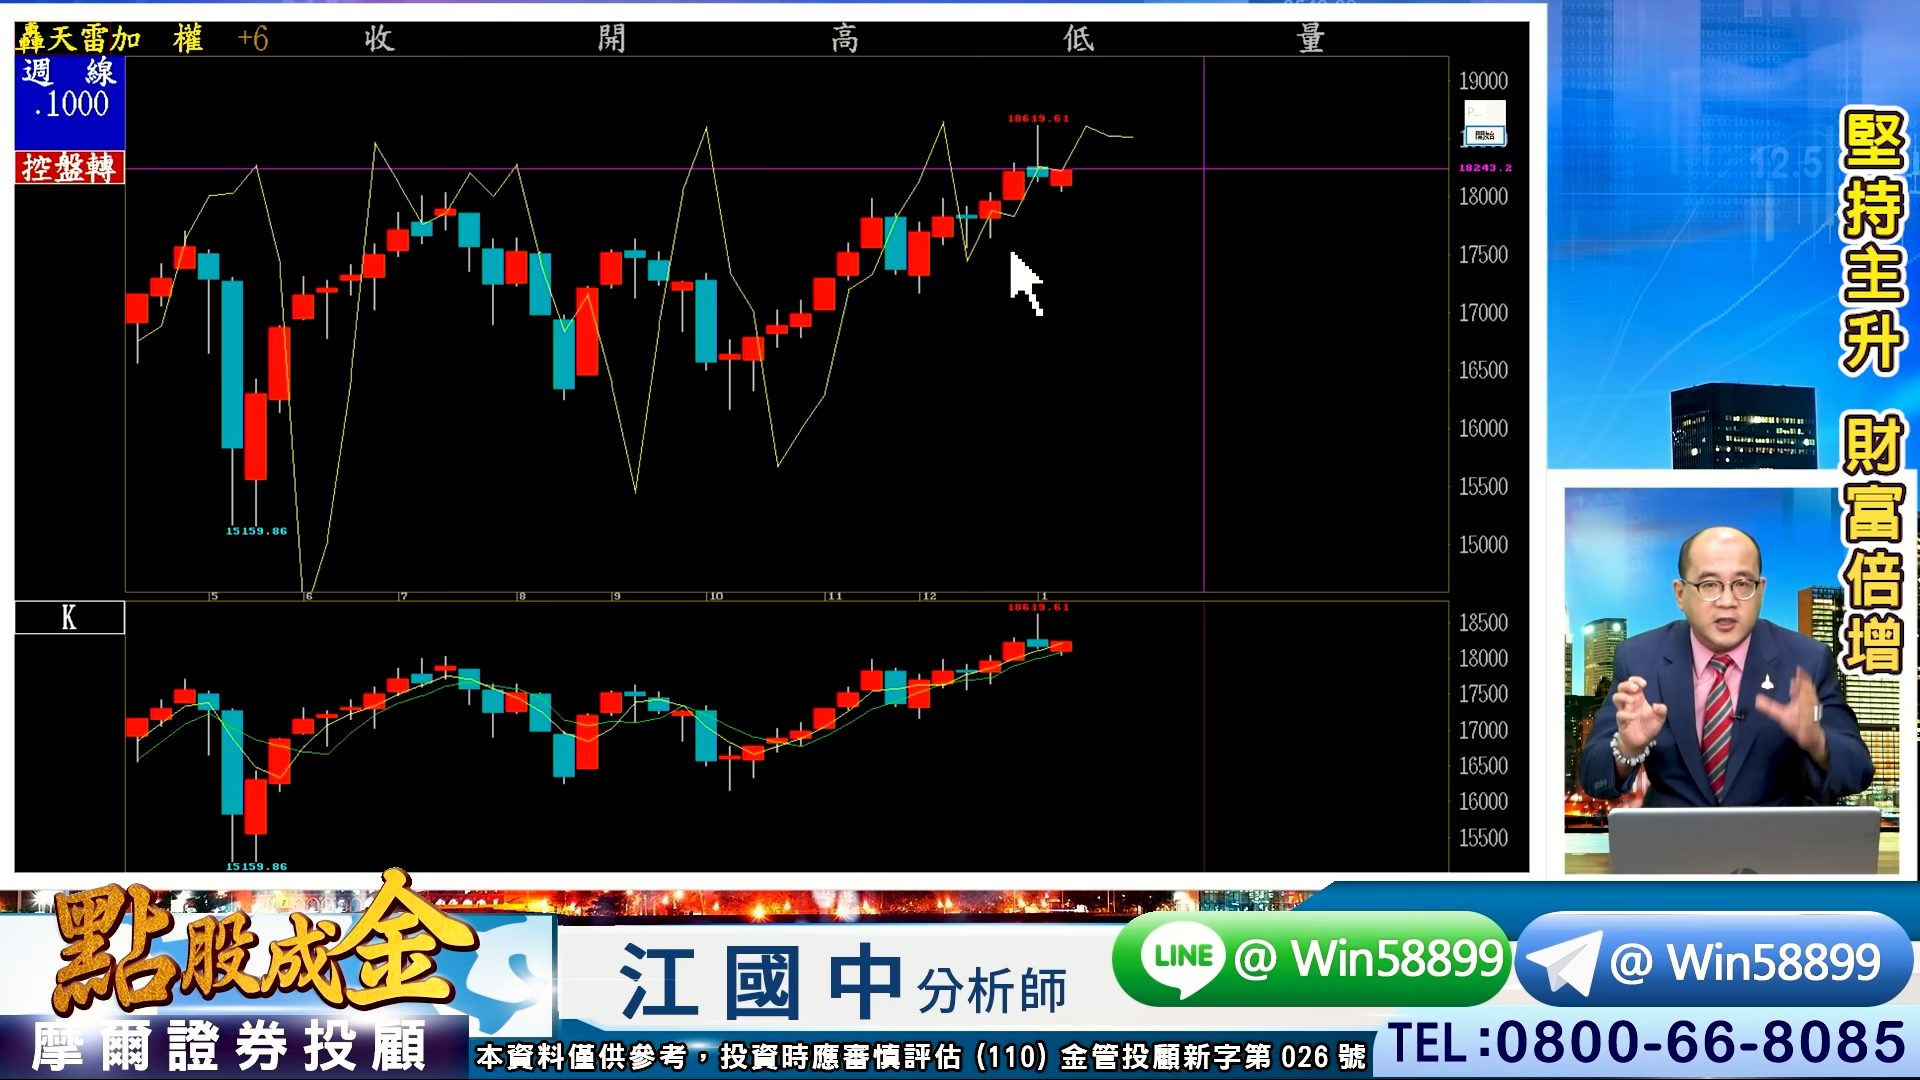 轟天雷加 權 +6 收 開 高 低 量
週 線
.1000
控盤轉
19000
18619.61
開始
18243.2
18000
17500
17000
16500
16000
15500
15000
15159.86
5 6 7 8 9 10 11 12 1
K
18619.61
18500
18000
17500
17000
16500
16000
15500
15159.86
堅持主升 財富倍增
點股成金
摩爾證券投顧
江國中 分析師
LINE @ Win58899
@ Win58899
TEL:0800-66-8085
本資料僅供參考，投資時應審慎評估 (110) 金管投顧新字第 026 號